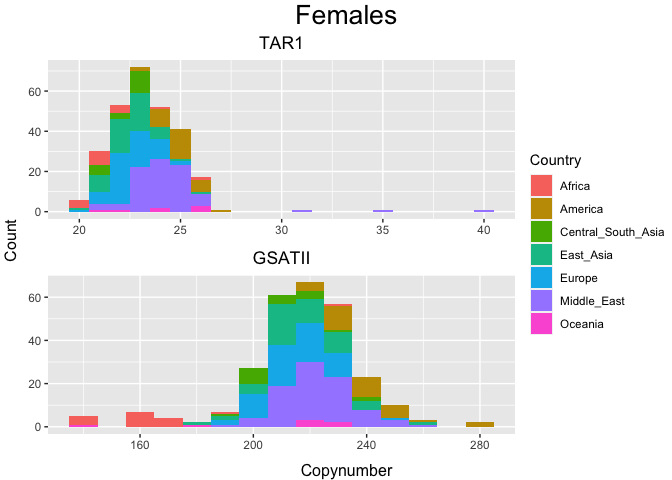 Females
TAR1
60
40
20
0
20
25
30
35
40
Count
GSATII
60
40
20
0
160
200
240
280
Copynumber
Country
Africa
America
Central_South_Asia
East_Asia
Europe
Middle_East
Oceania